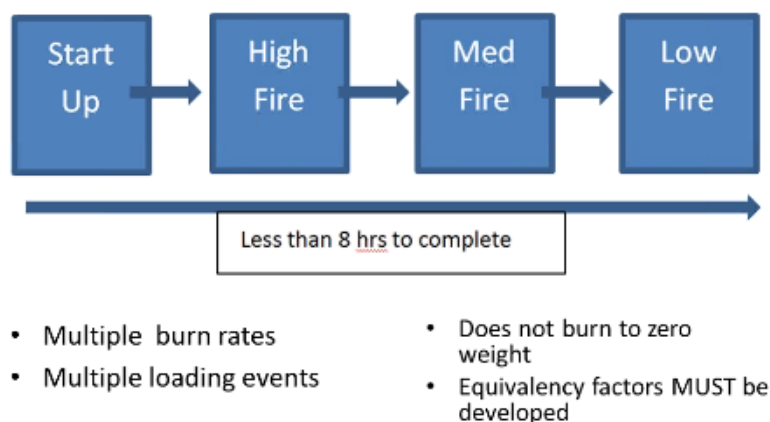 Start
Up
High
Fire
Med
Fire
Low
Fire
Less than 8 hrs to complete
• Multiple burn rates
• Multiple loading events
• Does not burn to zero
weight
• Equivalency factors MUST be
developed